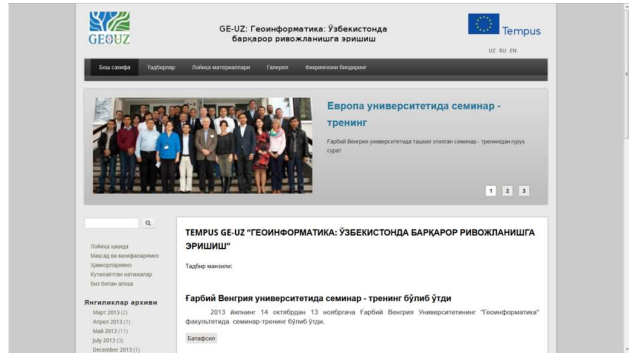 GEOUZ
GE-UZ: Геоинформатика: Ўзбекистонда
барқарор ривожланишга эришиш
Tempus
UZ RU EN
Бош сахифа Тадбирлар Лойиҳа материаллари Галерея Фикрингизни билдиринг
Европа университетида семинар -
тренинг
Ғарбий Венгрия университетида ташкил этилган семинар - тренингдан гуруҳ
сурат
1 2 3
TEMPUS GE-UZ “ГЕОИНФОРМАТИКА: ЎЗБЕКИСТОНДА БАРҚАРОР РИВОЖЛАНИШГА
ЭРИШИШ”
Тадбир манзили:
Лойиҳа ҳақида
Мақсад ва вазифаларимиз
Ҳамкорларимиз
Кутилаётган натижалар
Биз билан алоқа
Янгиликлар архиви
Март 2013 (2)
Апрел 2013 (1)
Май 2013 (11)
July 2013 (3)
December 2013 (1)
Ғарбий Венгрия университетида семинар - тренинг бўлиб ўтди
2013 йилнинг 14 октябрдан 13 ноябргача Ғарбий Венгрия Университетининг “Геоинформатика”
факультетида семинар-тренинг бўлиб ўтди.
Батафсил